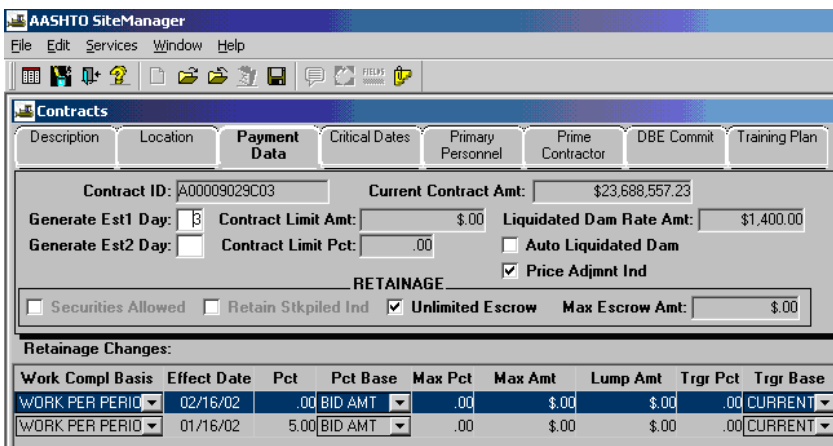 AASHTO SiteManager
File Edit Services Window Help
FIELDS
Contracts
Description Location Payment Data Critical Dates Primary Personnel Prime Contractor DBE Commit Training Plan
Contract ID: A00009029C03 Current Contract Amt: $23,688,557.23
Generate Est1 Day: 3 Contract Limit Amt: $.00 Liquidated Dam Rate Amt: $1,400.00
Generate Est2 Day: Contract Limit Pct: .00 Auto Liquidated Dam
Price Adjmnt Ind
RETAINAGE
Securities Allowed Retain Stkpiled Ind Unlimited Escrow Max Escrow Amt: $.00
Retainage Changes:
Work Compl Basis Effect Date Pct Pct Base Max Pct Max Amt Lump Amt Trgr Pct Trgr Base
WORK PER PERIO 02/16/02 .00 BID AMT .00 $.00 $.00 .00 CURRENT
WORK PER PERIO 01/16/02 5.00 BID AMT .00 $.00 $.00 .00 CURRENT